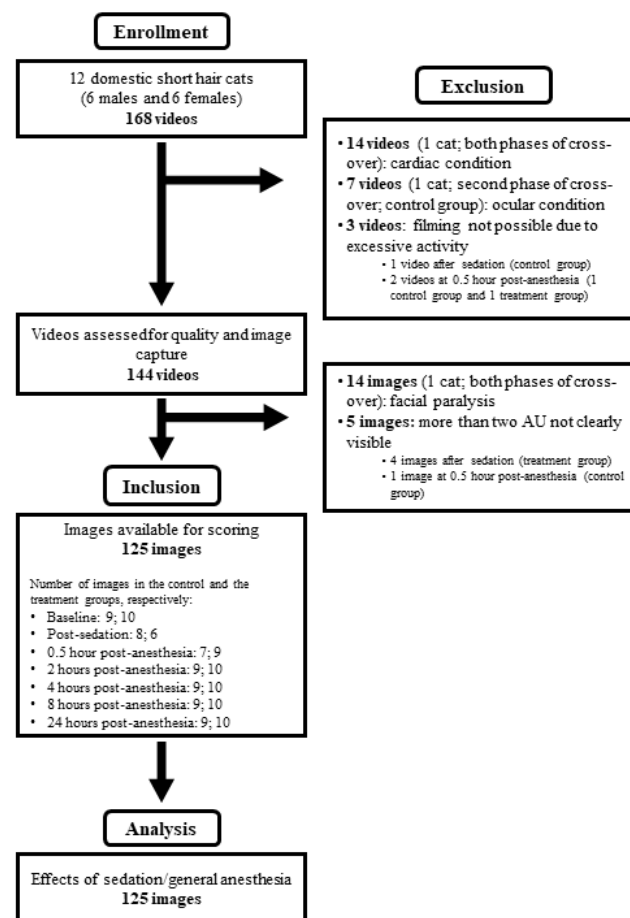 Enrollment
12 domestic short hair cats
(6 males and 6 females)
168 videos
Exclusion
• 14 videos (1 cat; both phases of cross-
over): cardiac condition
• 7 videos (1 cat; second phase of cross-
over; control group): ocular condition
• 3 videos: filming not possible due to
excessive activity
• 1 video after sedation (control group)
• 2 videos at 0.5 hour post-anesthesia (1
control group and 1 treatment group)
Videos assessed for quality and image
capture
144 videos
• 14 images (1 cat; both phases of cross-
over): facial paralysis
• 5 images: more than two AU not clearly
visible
• 4 images after sedation (treatment group)
• 1 image at 0.5 hour post-anesthesia (control
group)
Inclusion
Images available for scoring
125 images
Number of images in the control and the
treatment groups, respectively:
• Baseline: 9; 10
• Post-sedation: 8; 6
• 0.5 hour post-anesthesia: 7; 9
• 2 hours post-anesthesia: 9; 10
• 4 hours post-anesthesia: 9; 10
• 8 hours post-anesthesia: 9; 10
• 24 hours post-anesthesia: 9; 10
Analysis
Effects of sedation/general anesthesia
125 images